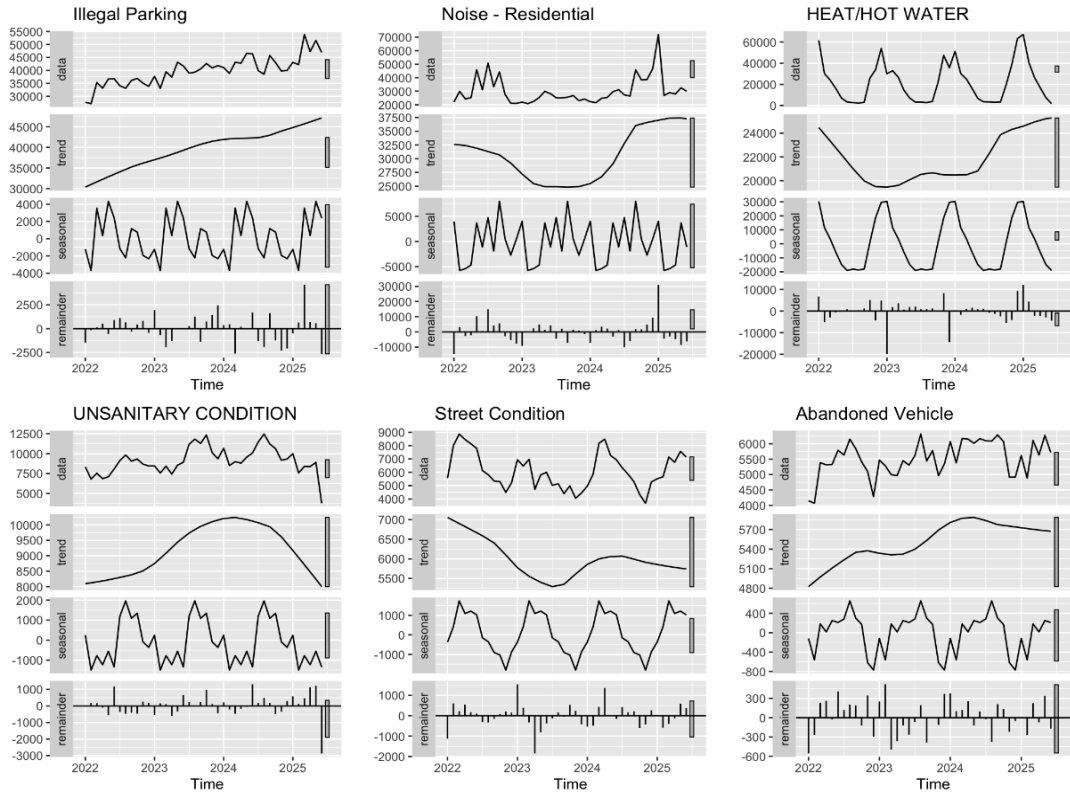 Illegal Parking
data
55000
50000
45000
40000
35000
30000
trend
45000
40000
35000
30000
seasonal
4000
2000
0
-2000
-4000
remainder
2500
0
-2500
2022 2023 2024 2025
Time
Noise - Residential
data
70000
60000
50000
40000
30000
20000
trend
37500
35000
32500
30000
27500
25000
seasonal
5000
0
-5000
remainder
30000
20000
10000
0
-10000
2022 2023 2024 2025
Time
HEAT/HOT WATER
data
60000
40000
20000
0
trend
24000
22000
20000
seasonal
30000
20000
10000
0
-10000
-20000
remainder
10000
0
-10000
-20000
2022 2023 2024 2025
Time
UNSANITARY CONDITION
data
12500
10000
7500
5000
trend
10000
9500
9000
8500
8000
seasonal
2000
1000
0
-1000
remainder
1000
0
-1000
-2000
-3000
2022 2023 2024 2025
Time
Street Condition
data
9000
8000
7000
6000
5000
4000
trend
7000
6500
6000
5500
seasonal
1000
0
-1000
remainder
1000
0
-1000
-2000
2022 2023 2024 2025
Time
Abandoned Vehicle
data
6000
5000
4000
trend
5700
5400
5100
4800
seasonal
400
0
-400
-800
remainder
300
0
-300
-600
2022 2023 2024 2025
Time